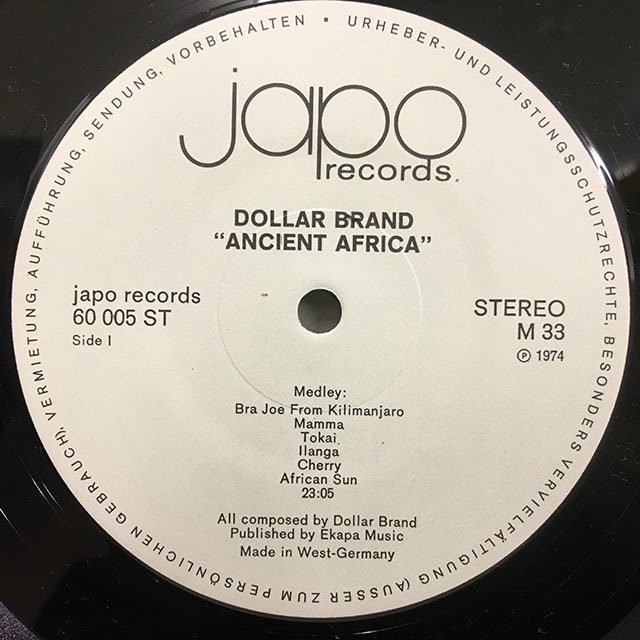 URHEBER- UND LEISTUNGSSCHUTZRECHTE, BESONDERS VERVIELFÄLTIGUNG (AUSSER ZUM PERSÖNLICHEN GEBRAUCH), VERMIETUNG, AUFFÜHRUNG, SENDUNG, VORBEHALTEN ·
japo
records.
DOLLAR BRAND
“ANCIENT AFRICA”
japo records
60 005 ST
Side I
STEREO
M 33
Ⓟ 1974
Medley:
Bra Joe From Kilimanjaro
Mamma
Tokai
Ilanga
Cherry
African Sun
23:05
All composed by Dollar Brand
Published by Ekapa Music
Made in West-Germany